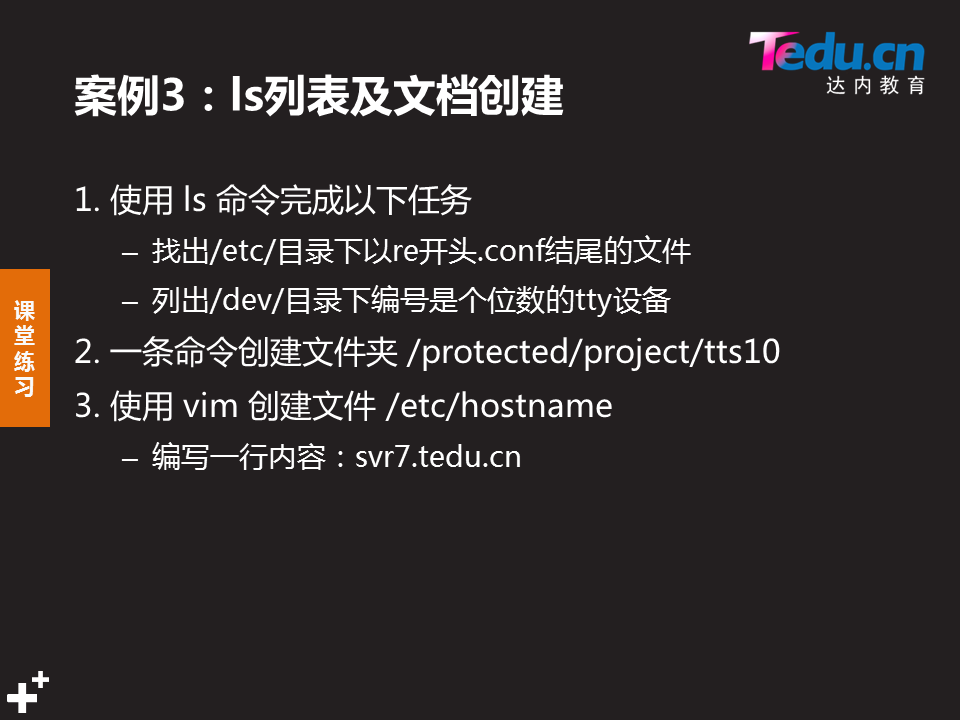 Tedu.cn
达内教育
案例3：ls列表及文档创建
1. 使用 ls 命令完成以下任务
– 找出/etc/目录下以re开头.conf结尾的文件
– 列出/dev/目录下编号是个位数的tty设备
2. 一条命令创建文件夹 /protected/project/tts10
3. 使用 vim 创建文件 /etc/hostname
– 编写一行内容：svr7.tedu.cn
课
堂
练
习